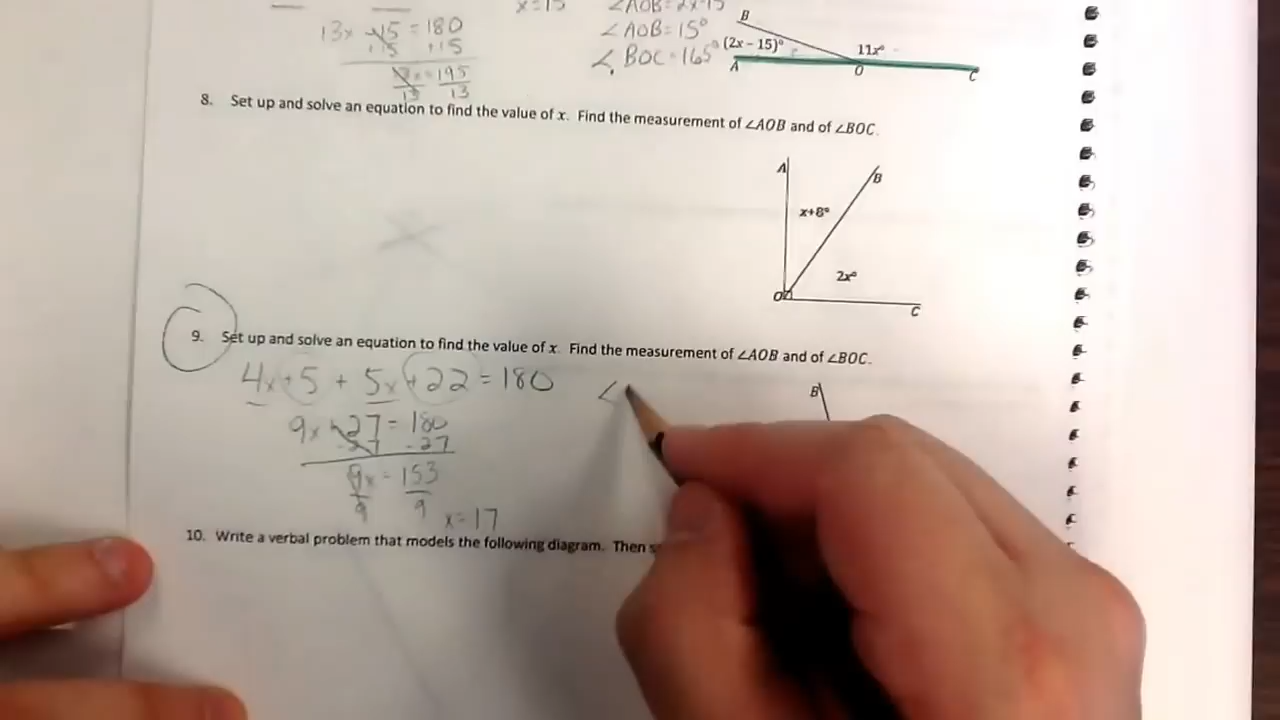 x=15
∠AOB=2x-15
13x -15 = 180
+15 +15
∠AOB=15°
13x=195
13 13
∠BOC=165°
B
(2x – 15)°
11x°
A
O
C
8. Set up and solve an equation to find the value of x. Find the measurement of ∠AOB and of ∠BOC.
A
B
x+8°
2x°
O
C
9. Set up and solve an equation to find the value of x. Find the measurement of ∠AOB and of ∠BOC.
4x+5 + 5x+22 = 180
∠
B
9x +27 = 180
-27 -27
9x = 153
9 9
x=17
10. Write a verbal problem that models the following diagram. Then